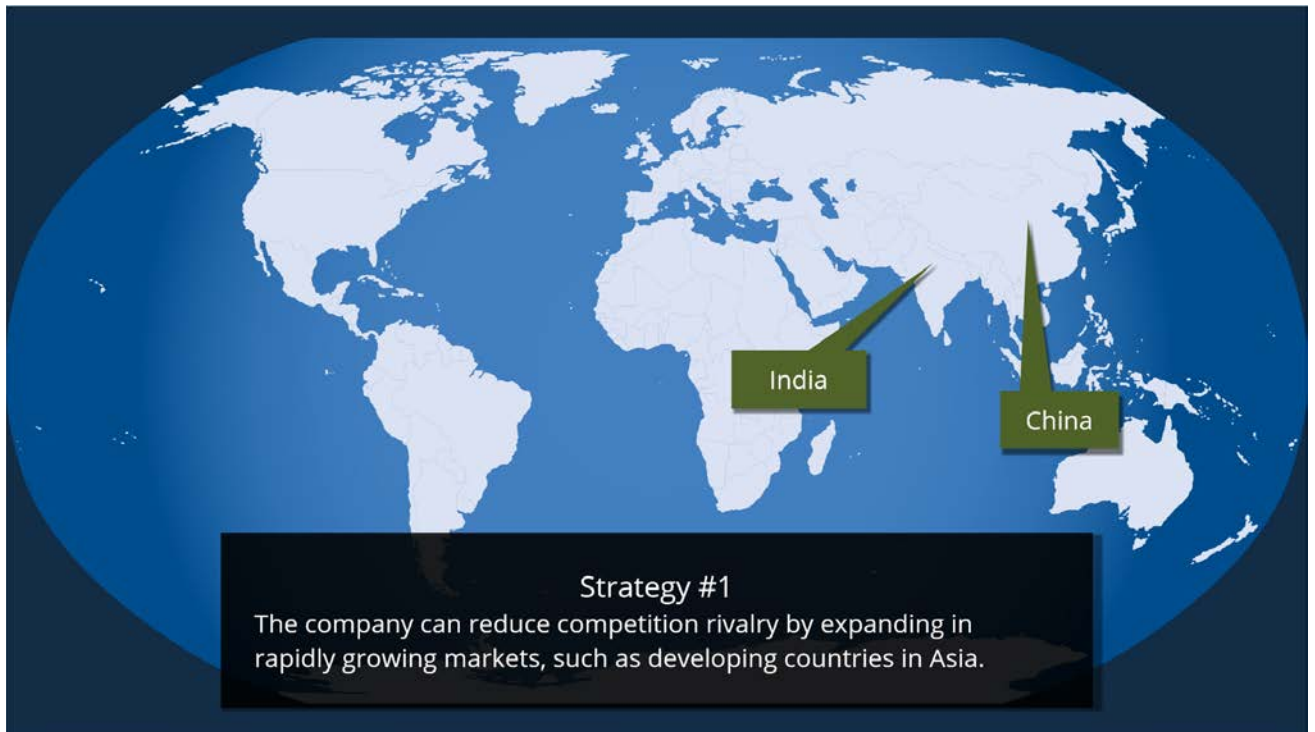 India
China
Strategy #1
The company can reduce competition rivalry by expanding in
rapidly growing markets, such as developing countries in Asia.